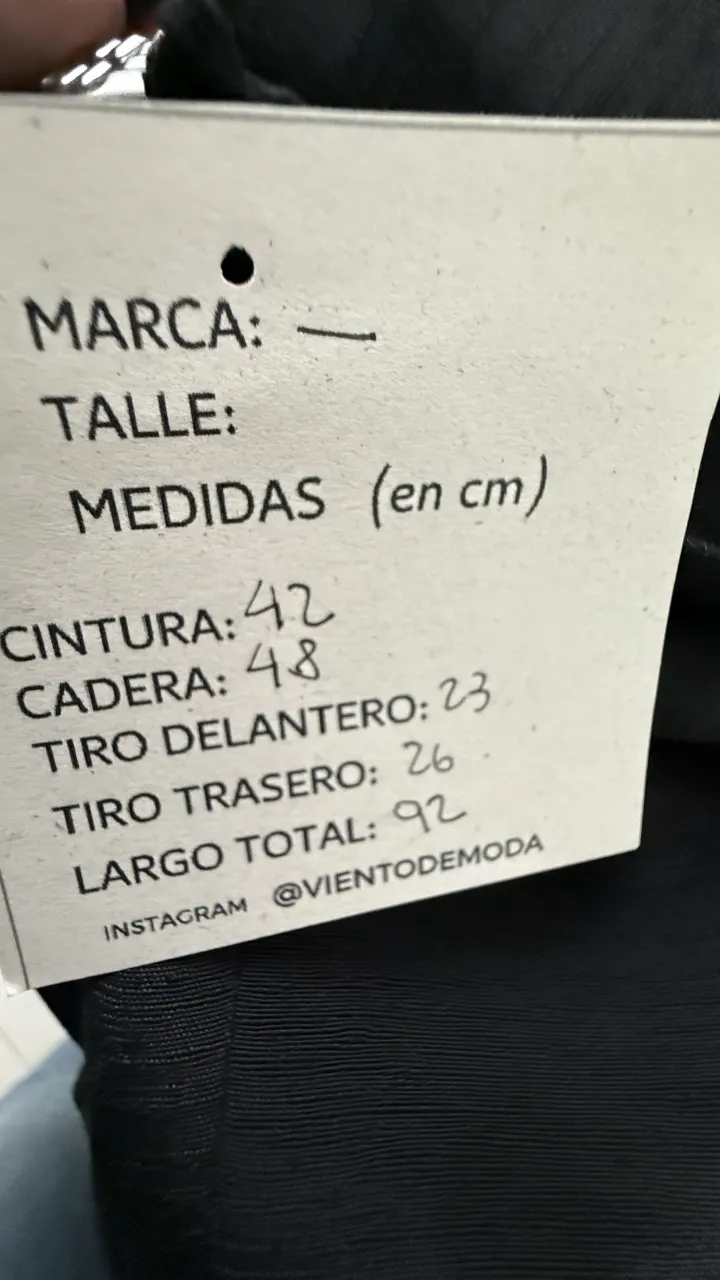 MARCA: —
TALLE:
MEDIDAS (en cm)
CINTURA: 42
CADERA: 48
TIRO DELANTERO: 23
TIRO TRASERO: 26
LARGO TOTAL: 92
INSTAGRAM @VIENTODEMODA